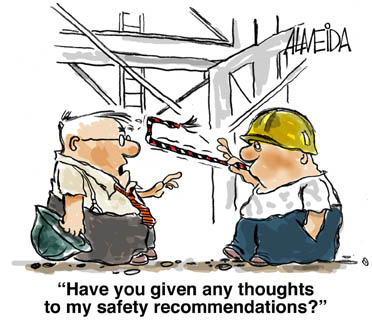 ALMEIDA
“Have you given any thoughts
to my safety recommendations?”